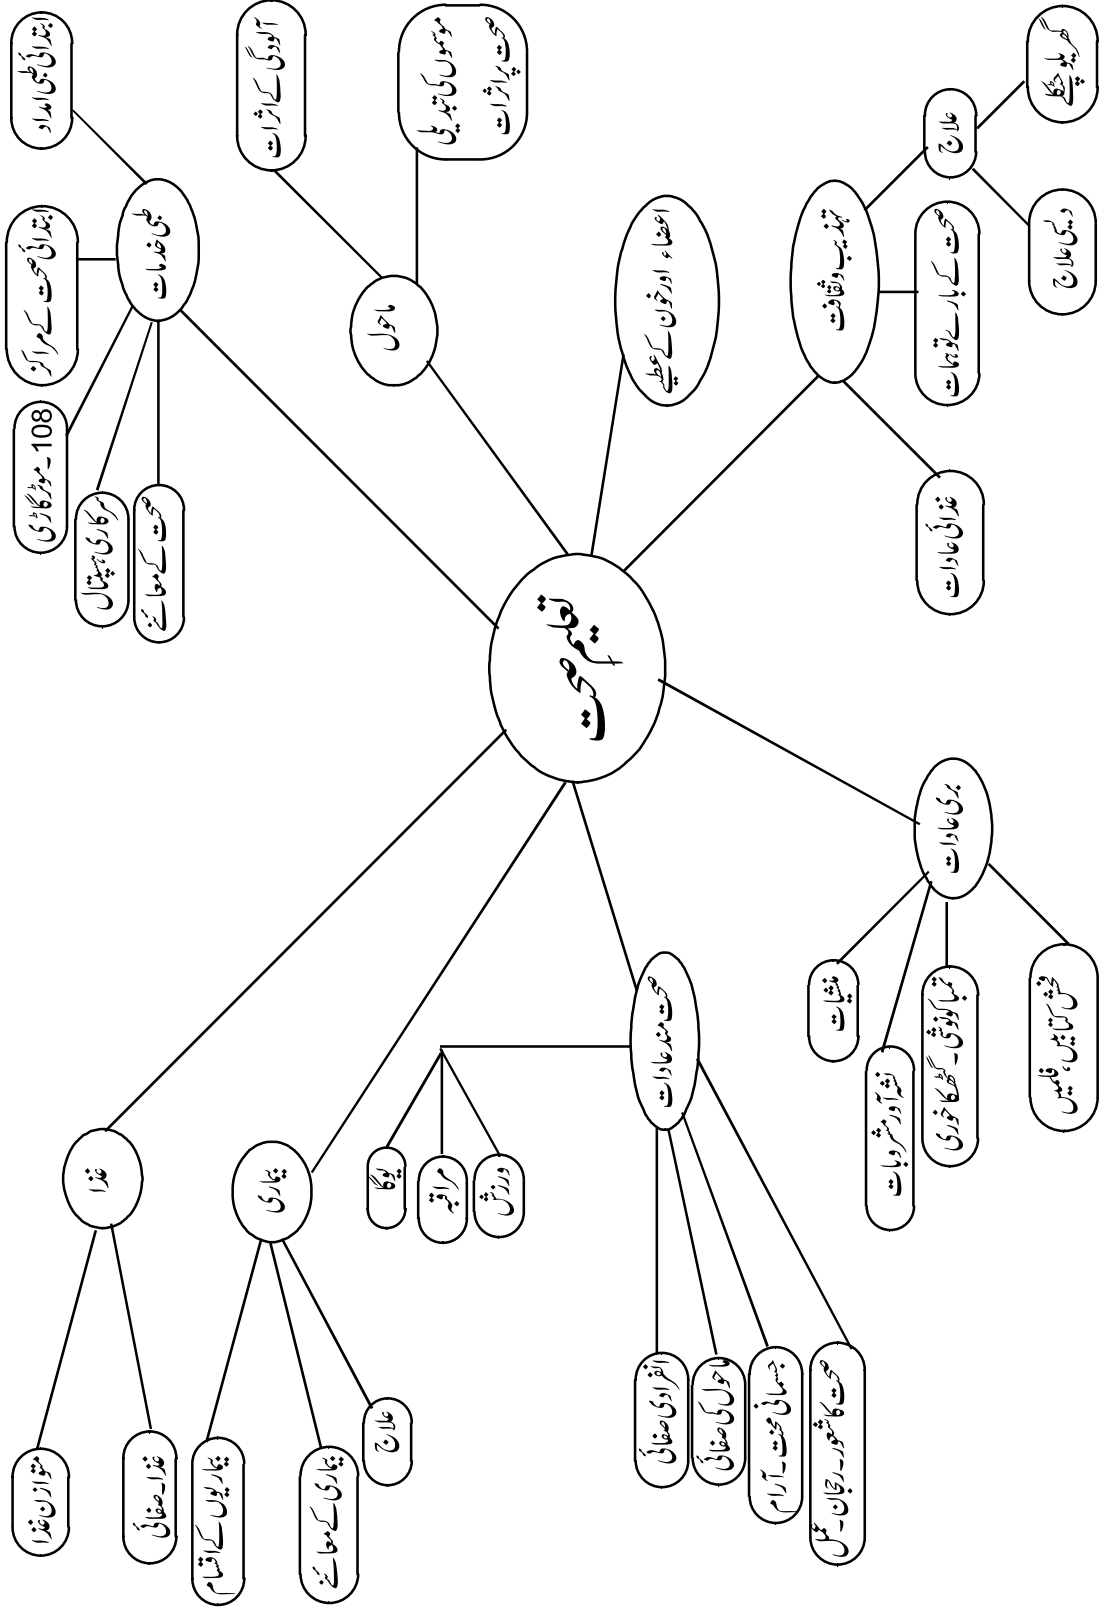 تعلیم صحت
طبی خدمات
ابتدائی طبی امداد
ابتدائی صحت کے مراکز
108۔موٹر گاڑی
سرکاری ہسپتال
صحت کے معائنے
ماحول
آلودگی کے اثرات
موسموں کی تبدیلی
صحت پر اثرات
اعضاء اور خون کے عطیے
تہذیب وثقافت
علاج
گھریلو چٹکلے
دیسی علاج
صحت کے بارے توہمات
غذائی عادات
بری عادات
منشیات
نشہ آور مشروبات
تمباکو نوشی۔گٹھکا خوری
فحش کتابیں، فلمیں
صحت مند عادات
یوگا
مراقبہ
ورزش
انفرادی صفائی
ماحول کی صفائی
جسمانی محنت۔آرام
صحت کا شعور۔رجحان۔عمل
بیماری
بیماریوں کے اقسام
بیماری کے معائنے
علاج
غذا
متوازن غذا
غذا۔صفائی